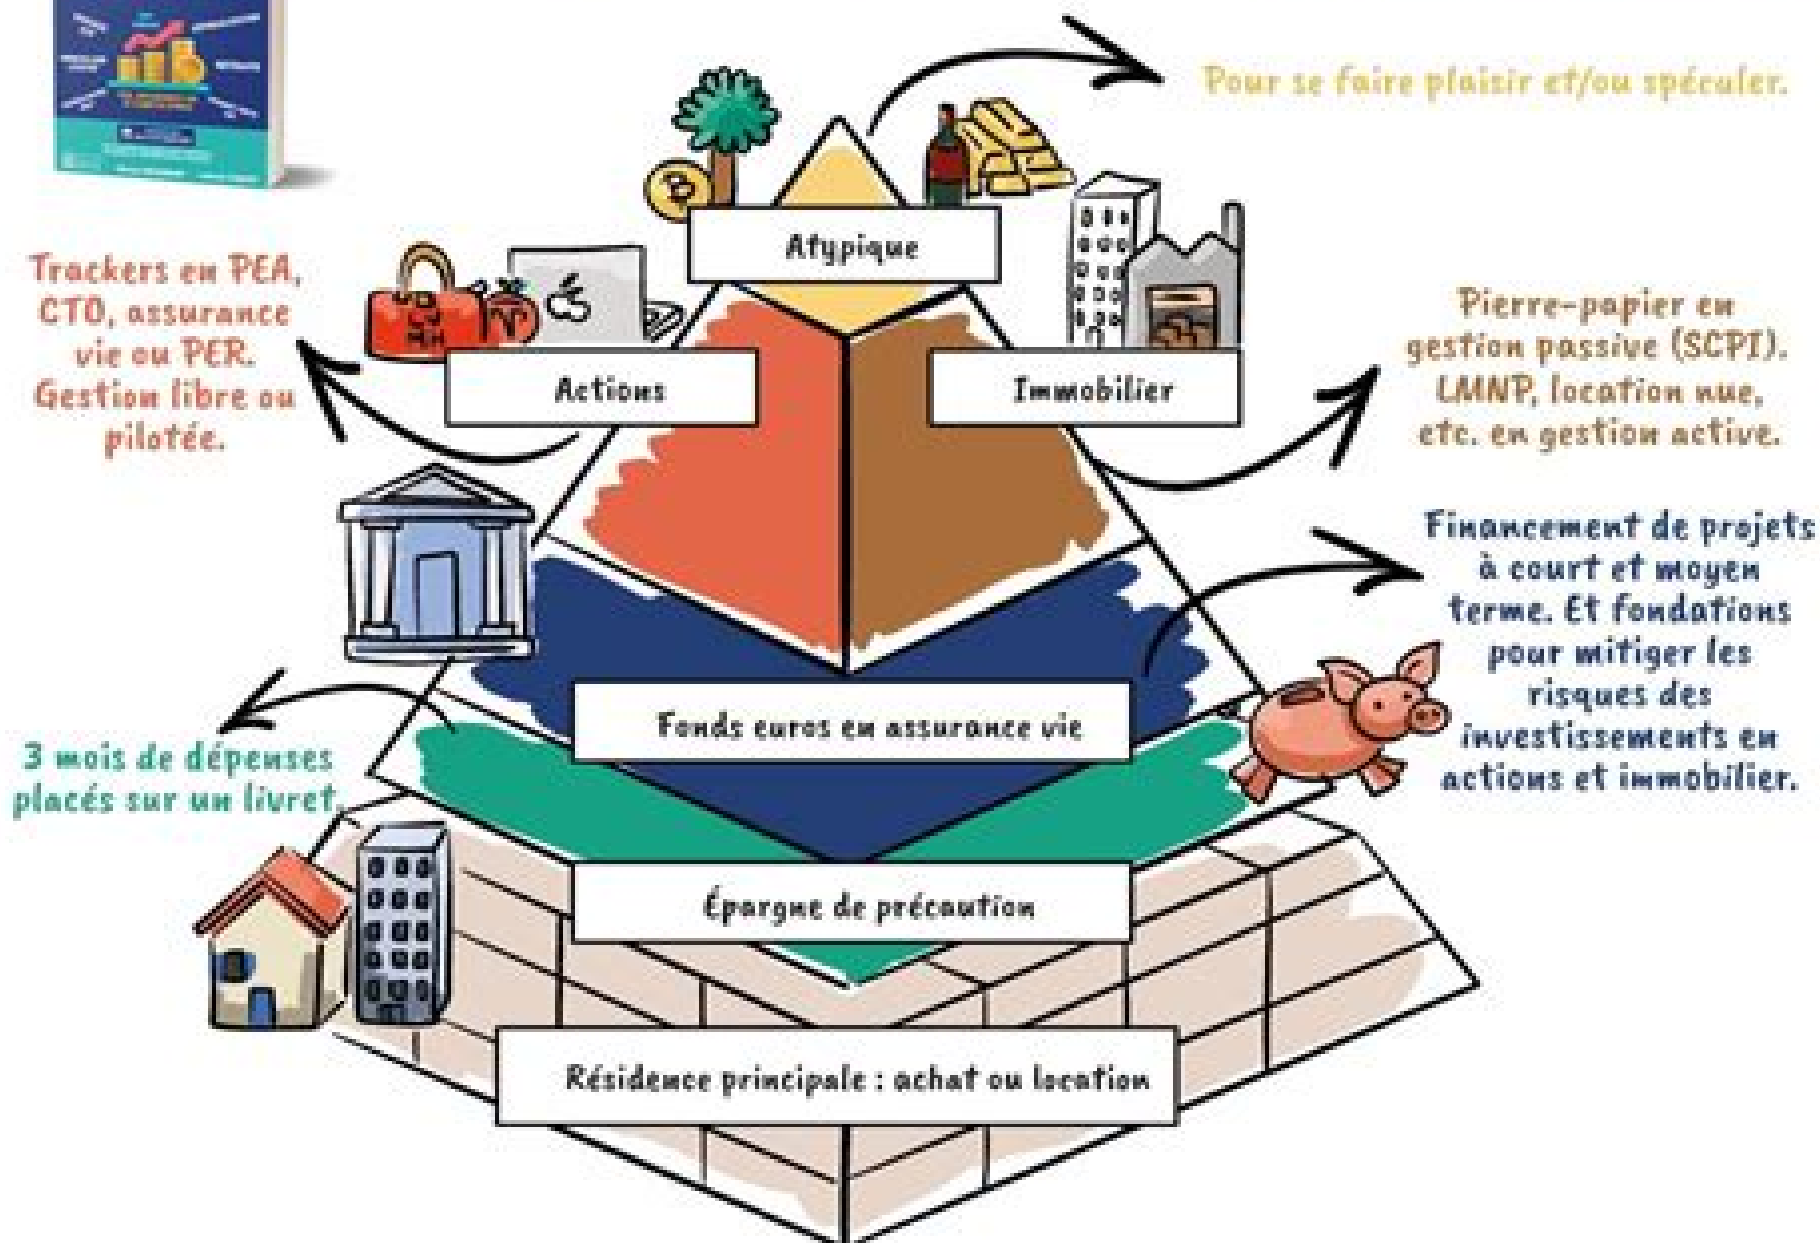 Pour se faire plaisir et/ou spéculer.
Atypique
Trackers en PEA,
CTO, assurance
vie ou PER.
Gestion libre ou
pilotée.
Actions
Immobilier
Pierre-papier en
gestion passive (SCPI).
LMNP, location nue,
etc. en gestion active.
Financement de projets
à court et moyen
terme. Et fondations
pour mitiger les
risques des
investissements en
actions et immobilier.
Fonds euros en assurance vie
3 mois de dépenses
placés sur un livret.
Épargne de précaution
Résidence principale : achat ou location